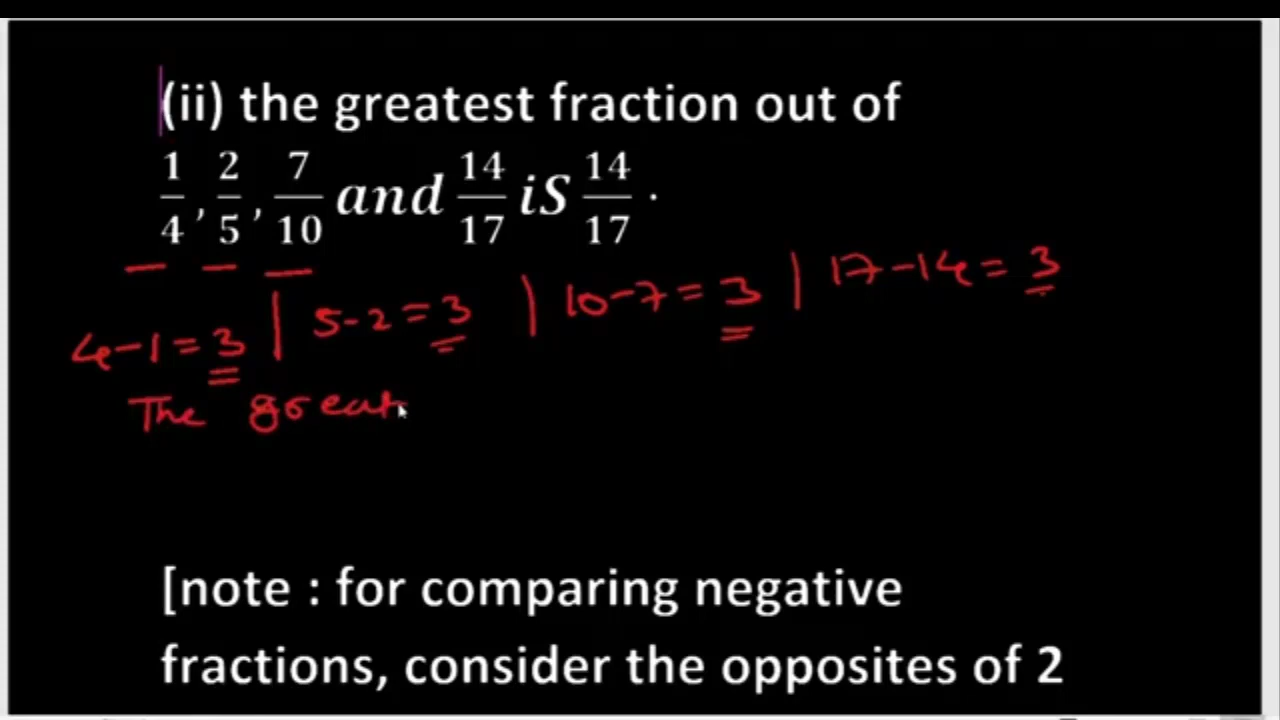 (ii) the greatest fraction out of
1/4, 2/5, 7/10 and 14/17 iS 14/17 .
4-1=3 | 5-2=3 | 10-7=3 | 17-14=3
The great
[note : for comparing negative
fractions, consider the opposites of 2